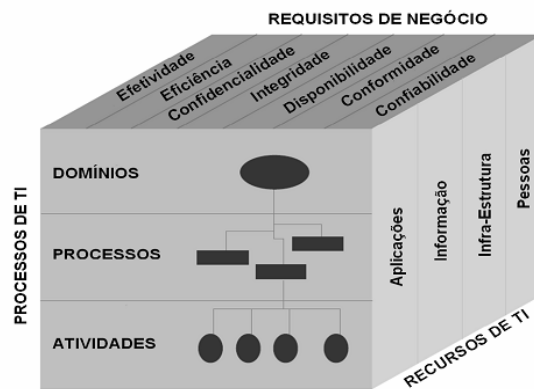 REQUISITOS DE NEGÓCIO
Efetividade
Eficiência
Confidencialidade
Integridade
Disponibilidade
Conformidade
Confiabilidade
PROCESSOS DE TI
DOMÍNIOS
PROCESSOS
ATIVIDADES
Aplicações
Informação
Infra-Estrutura
Pessoas
RECURSOS DE TI